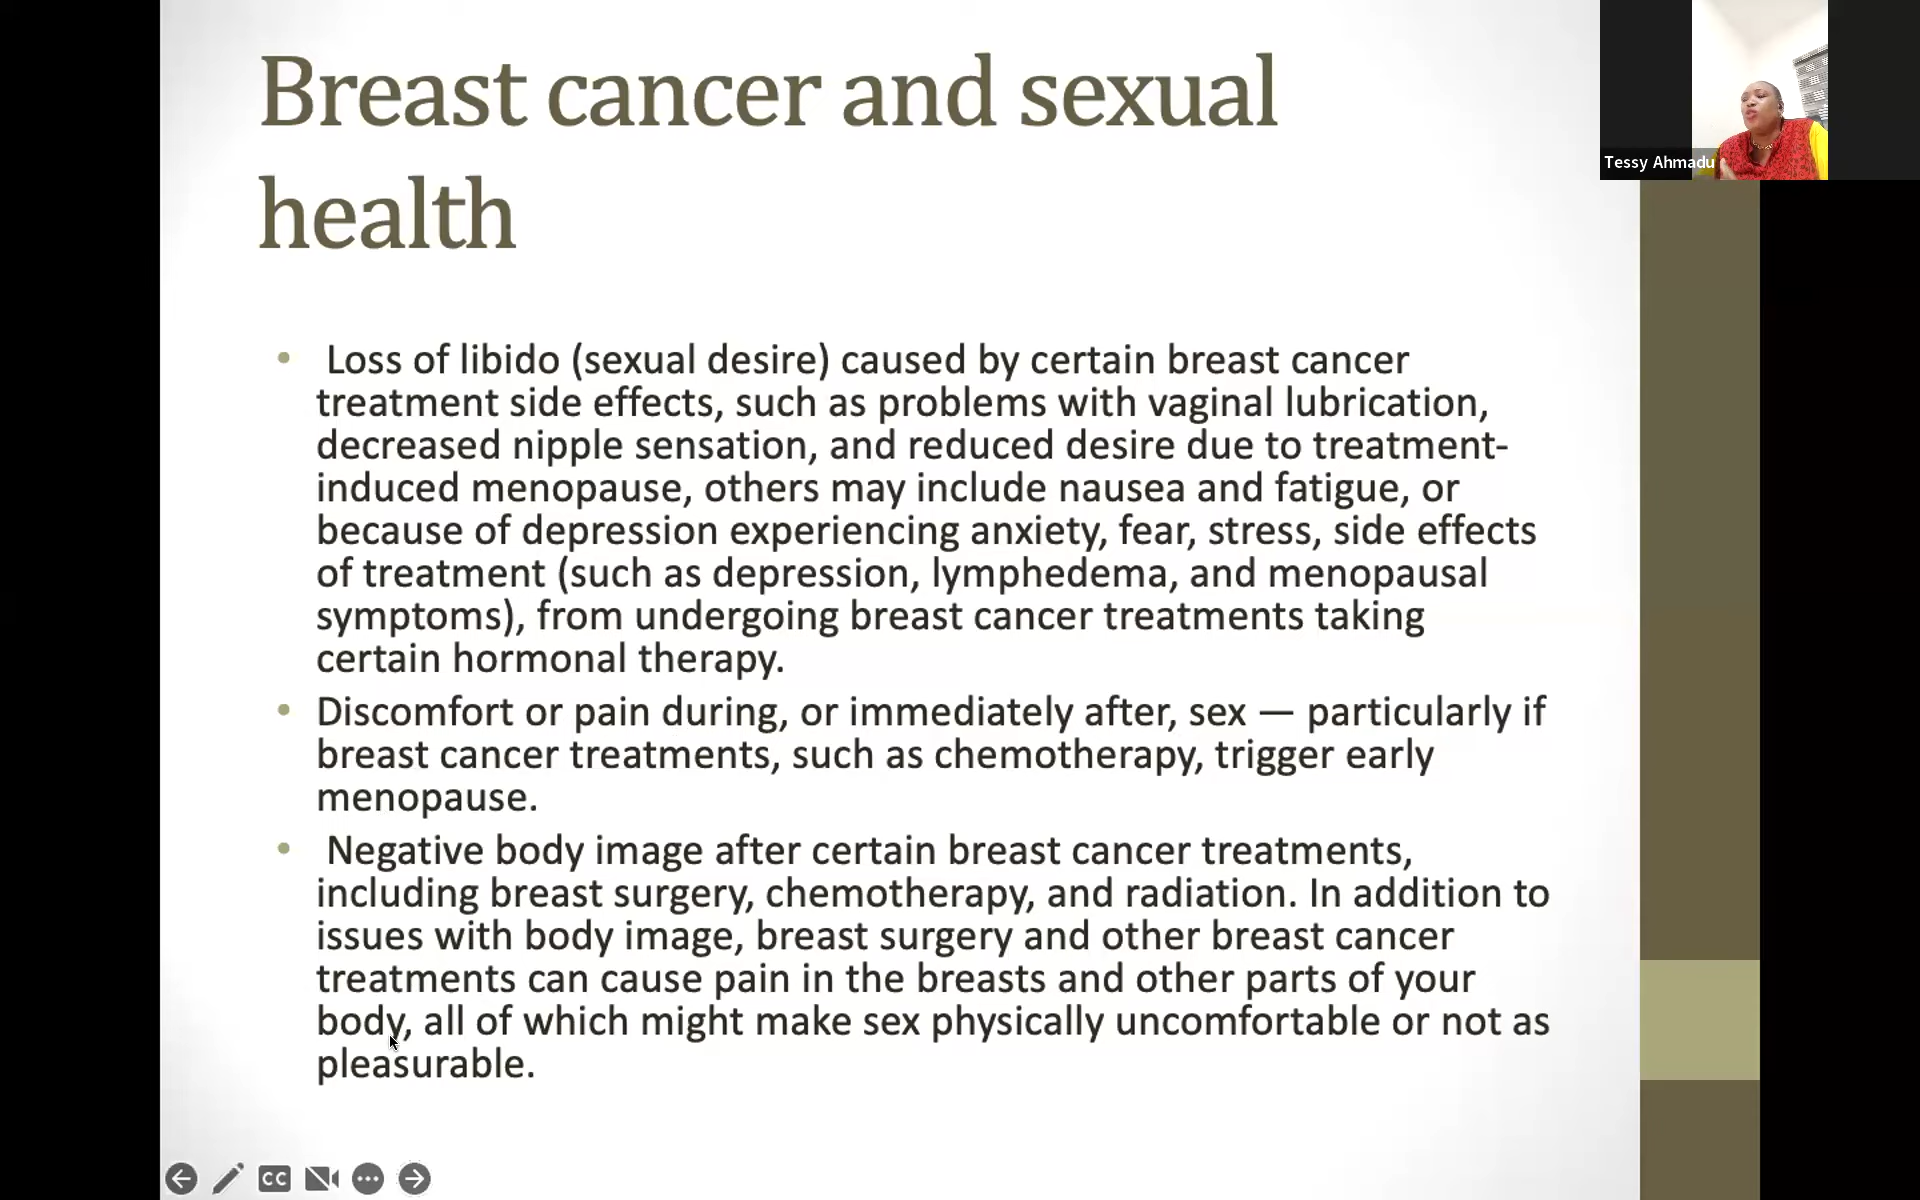 Breast cancer and sexual
health
Tessy Ahmadu
• Loss of libido (sexual desire) caused by certain breast cancer
treatment side effects, such as problems with vaginal lubrication,
decreased nipple sensation, and reduced desire due to treatment-
induced menopause, others may include nausea and fatigue, or
because of depression experiencing anxiety, fear, stress, side effects
of treatment (such as depression, lymphedema, and menopausal
symptoms), from undergoing breast cancer treatments taking
certain hormonal therapy.
• Discomfort or pain during, or immediately after, sex — particularly if
breast cancer treatments, such as chemotherapy, trigger early
menopause.
• Negative body image after certain breast cancer treatments,
including breast surgery, chemotherapy, and radiation. In addition to
issues with body image, breast surgery and other breast cancer
treatments can cause pain in the breasts and other parts of your
body, all of which might make sex physically uncomfortable or not as
pleasurable.
CC